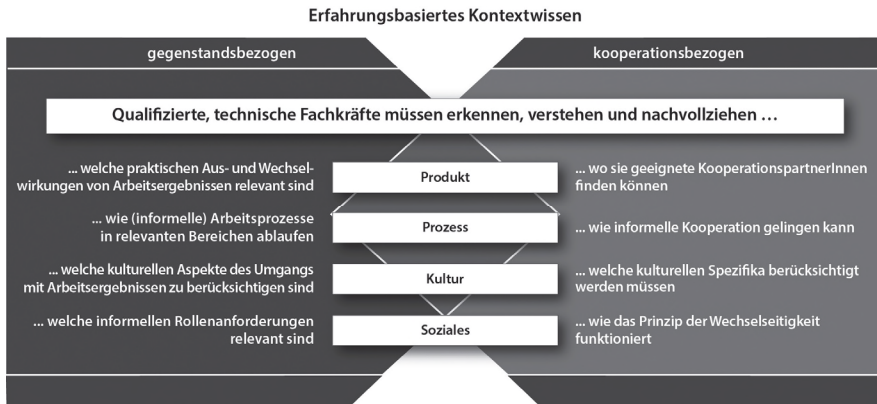 Erfahrungsbasiertes Kontextwissen
gegenstandsbezogen
kooperationsbezogen
Qualifizierte, technische Fachkräfte müssen erkennen, verstehen und nachvollziehen …
... welche praktischen Aus- und Wechsel-
wirkungen von Arbeitsergebnissen relevant sind
Produkt
... wo sie geeignete KooperationspartnerInnen
finden können
... wie (informelle) Arbeitsprozesse
in relevanten Bereichen ablaufen
Prozess
... wie informelle Kooperation gelingen kann
... welche kulturellen Aspekte des Umgangs
mit Arbeitsergebnissen zu berücksichtigen sind
Kultur
... welche kulturellen Spezifika berücksichtigt
werden müssen
... welche informellen Rollenanforderungen
relevant sind
Soziales
... wie das Prinzip der Wechselseitigkeit
funktioniert